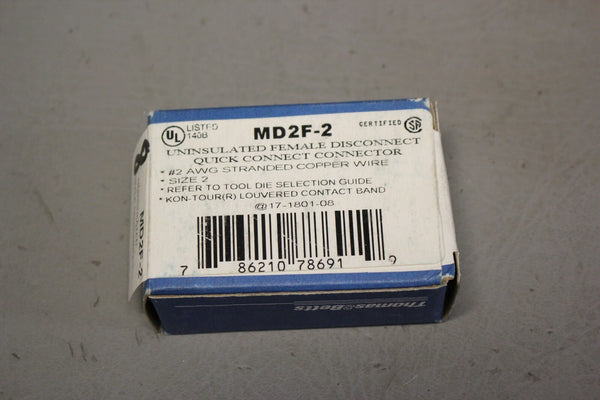 UL LISTED 140B MD2F-2 CERTIFIED SA
UNINSULATED FEMALE DISCONNECT
QUICK CONNECT CONNECTOR
* #2 AWG STRANDED COPPER WIRE
* SIZE 2
* REFER TO TOOL DIE SELECTION GUIDE
* KON-TOUR(R) LOUVERED CONTACT BAND
@17-1801-08
7 86210 78691 9
MD2F-2
Thomas&Betts